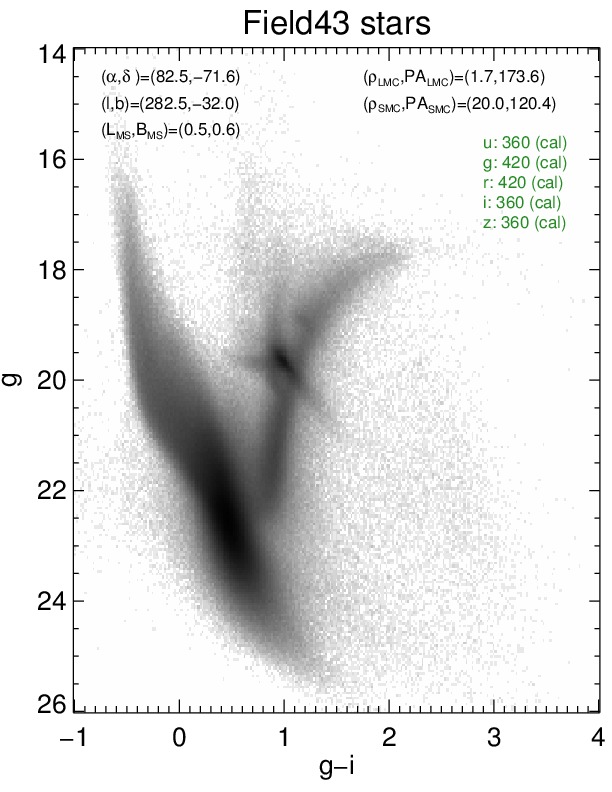 Field43 stars
14
(α,δ )=(82.5,−71.6)
(ρLMC,PALMC)=(1.7,173.6)
(l,b)=(282.5,−32.0)
(ρSMC,PASMC)=(20.0,120.4)
(LMS,BMS)=(0.5,0.6)
u: 360 (cal)
16
g: 420 (cal)
r: 420 (cal)
i: 360 (cal)
z: 360 (cal)
18
g
20
22
24
26
−1 0 1 2 3 4
g−i